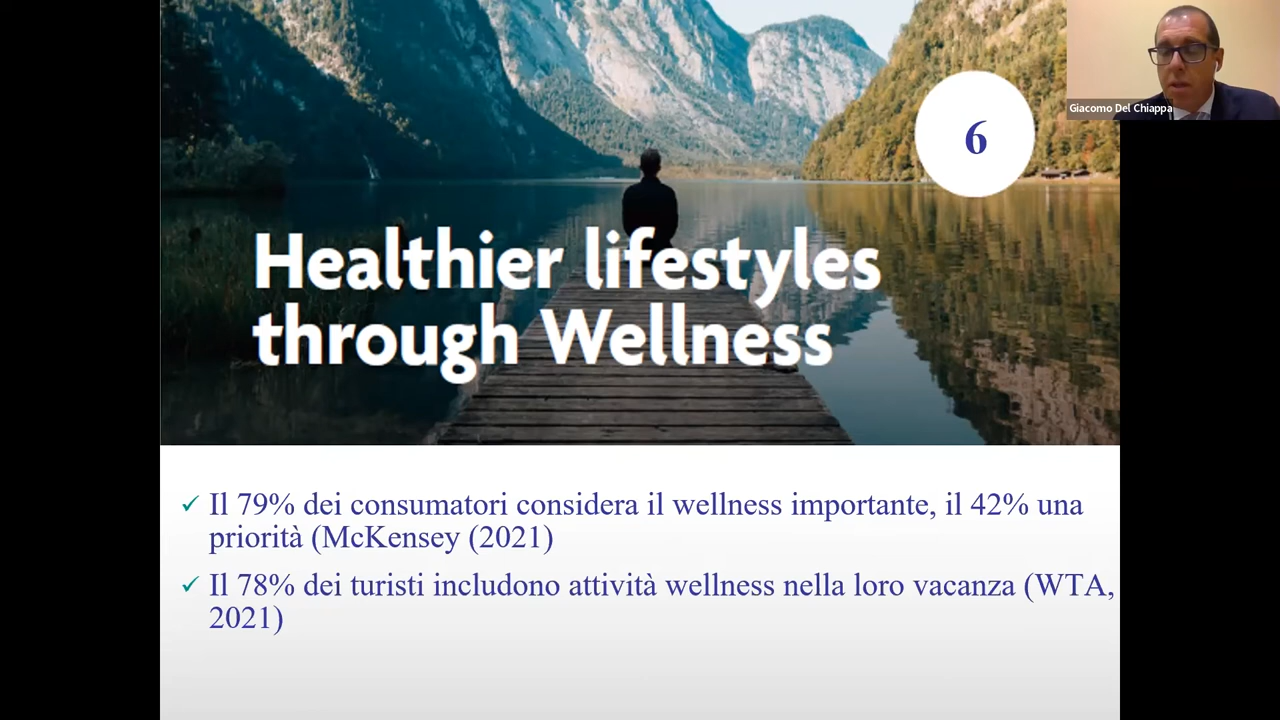 Giacomo Del Chiappa
6
Healthier lifestyles
through Wellness
✓ Il 79% dei consumatori considera il wellness importante, il 42% una
priorità (McKensey (2021)
✓ Il 78% dei turisti includono attività wellness nella loro vacanza (WTA,
2021)